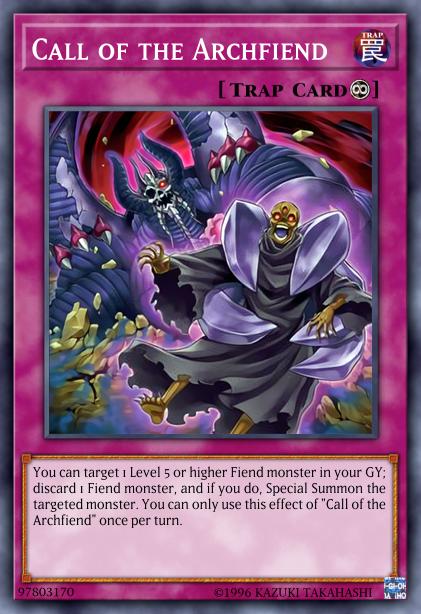 CALL OF THE ARCHFIEND
TRAP
罠
[TRAP CARD]
You can target 1 Level 5 or higher Fiend monster in your GY;
discard 1 Fiend monster, and if you do, Special Summon the
targeted monster. You can only use this effect of "Call of the
Archfiend" once per turn.
97803170
©1996 KAZUKI TAKAHASHI